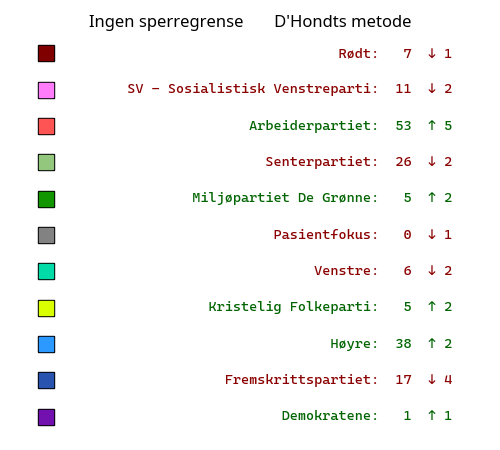 Ingen sperregrense D'Hondts metode
Rødt: 7 ↓ 1
SV – Sosialistisk Venstreparti: 11 ↓ 2
Arbeiderpartiet: 53 ↑ 5
Senterpartiet: 26 ↓ 2
Miljøpartiet De Grønne: 5 ↑ 2
Pasientfokus: 0 ↓ 1
Venstre: 6 ↓ 2
Kristelig Folkeparti: 5 ↑ 2
Høyre: 38 ↑ 2
Fremskrittspartiet: 17 ↓ 4
Demokratene: 1 ↑ 1